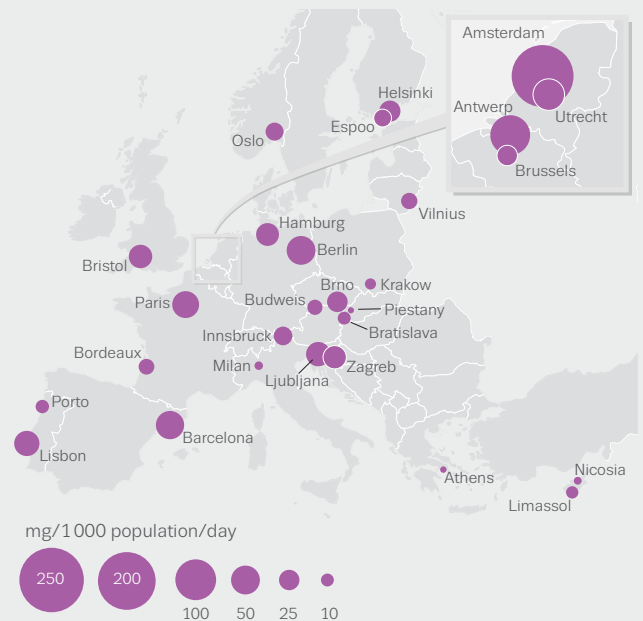 Amsterdam
Utrecht
Antwerp
Brussels
Helsinki
Espoo
Oslo
Vilnius
Hamburg
Berlin
Bristol
Brno
Krakow
Paris
Budweis
Piestany
Innsbruck
Bratislava
Bordeaux
Milan
Zagreb
Ljubljana
Porto
Barcelona
Lisbon
Nicosia
Athens
Limassol
mg/1000 population/day
250 200
100 50 25 10